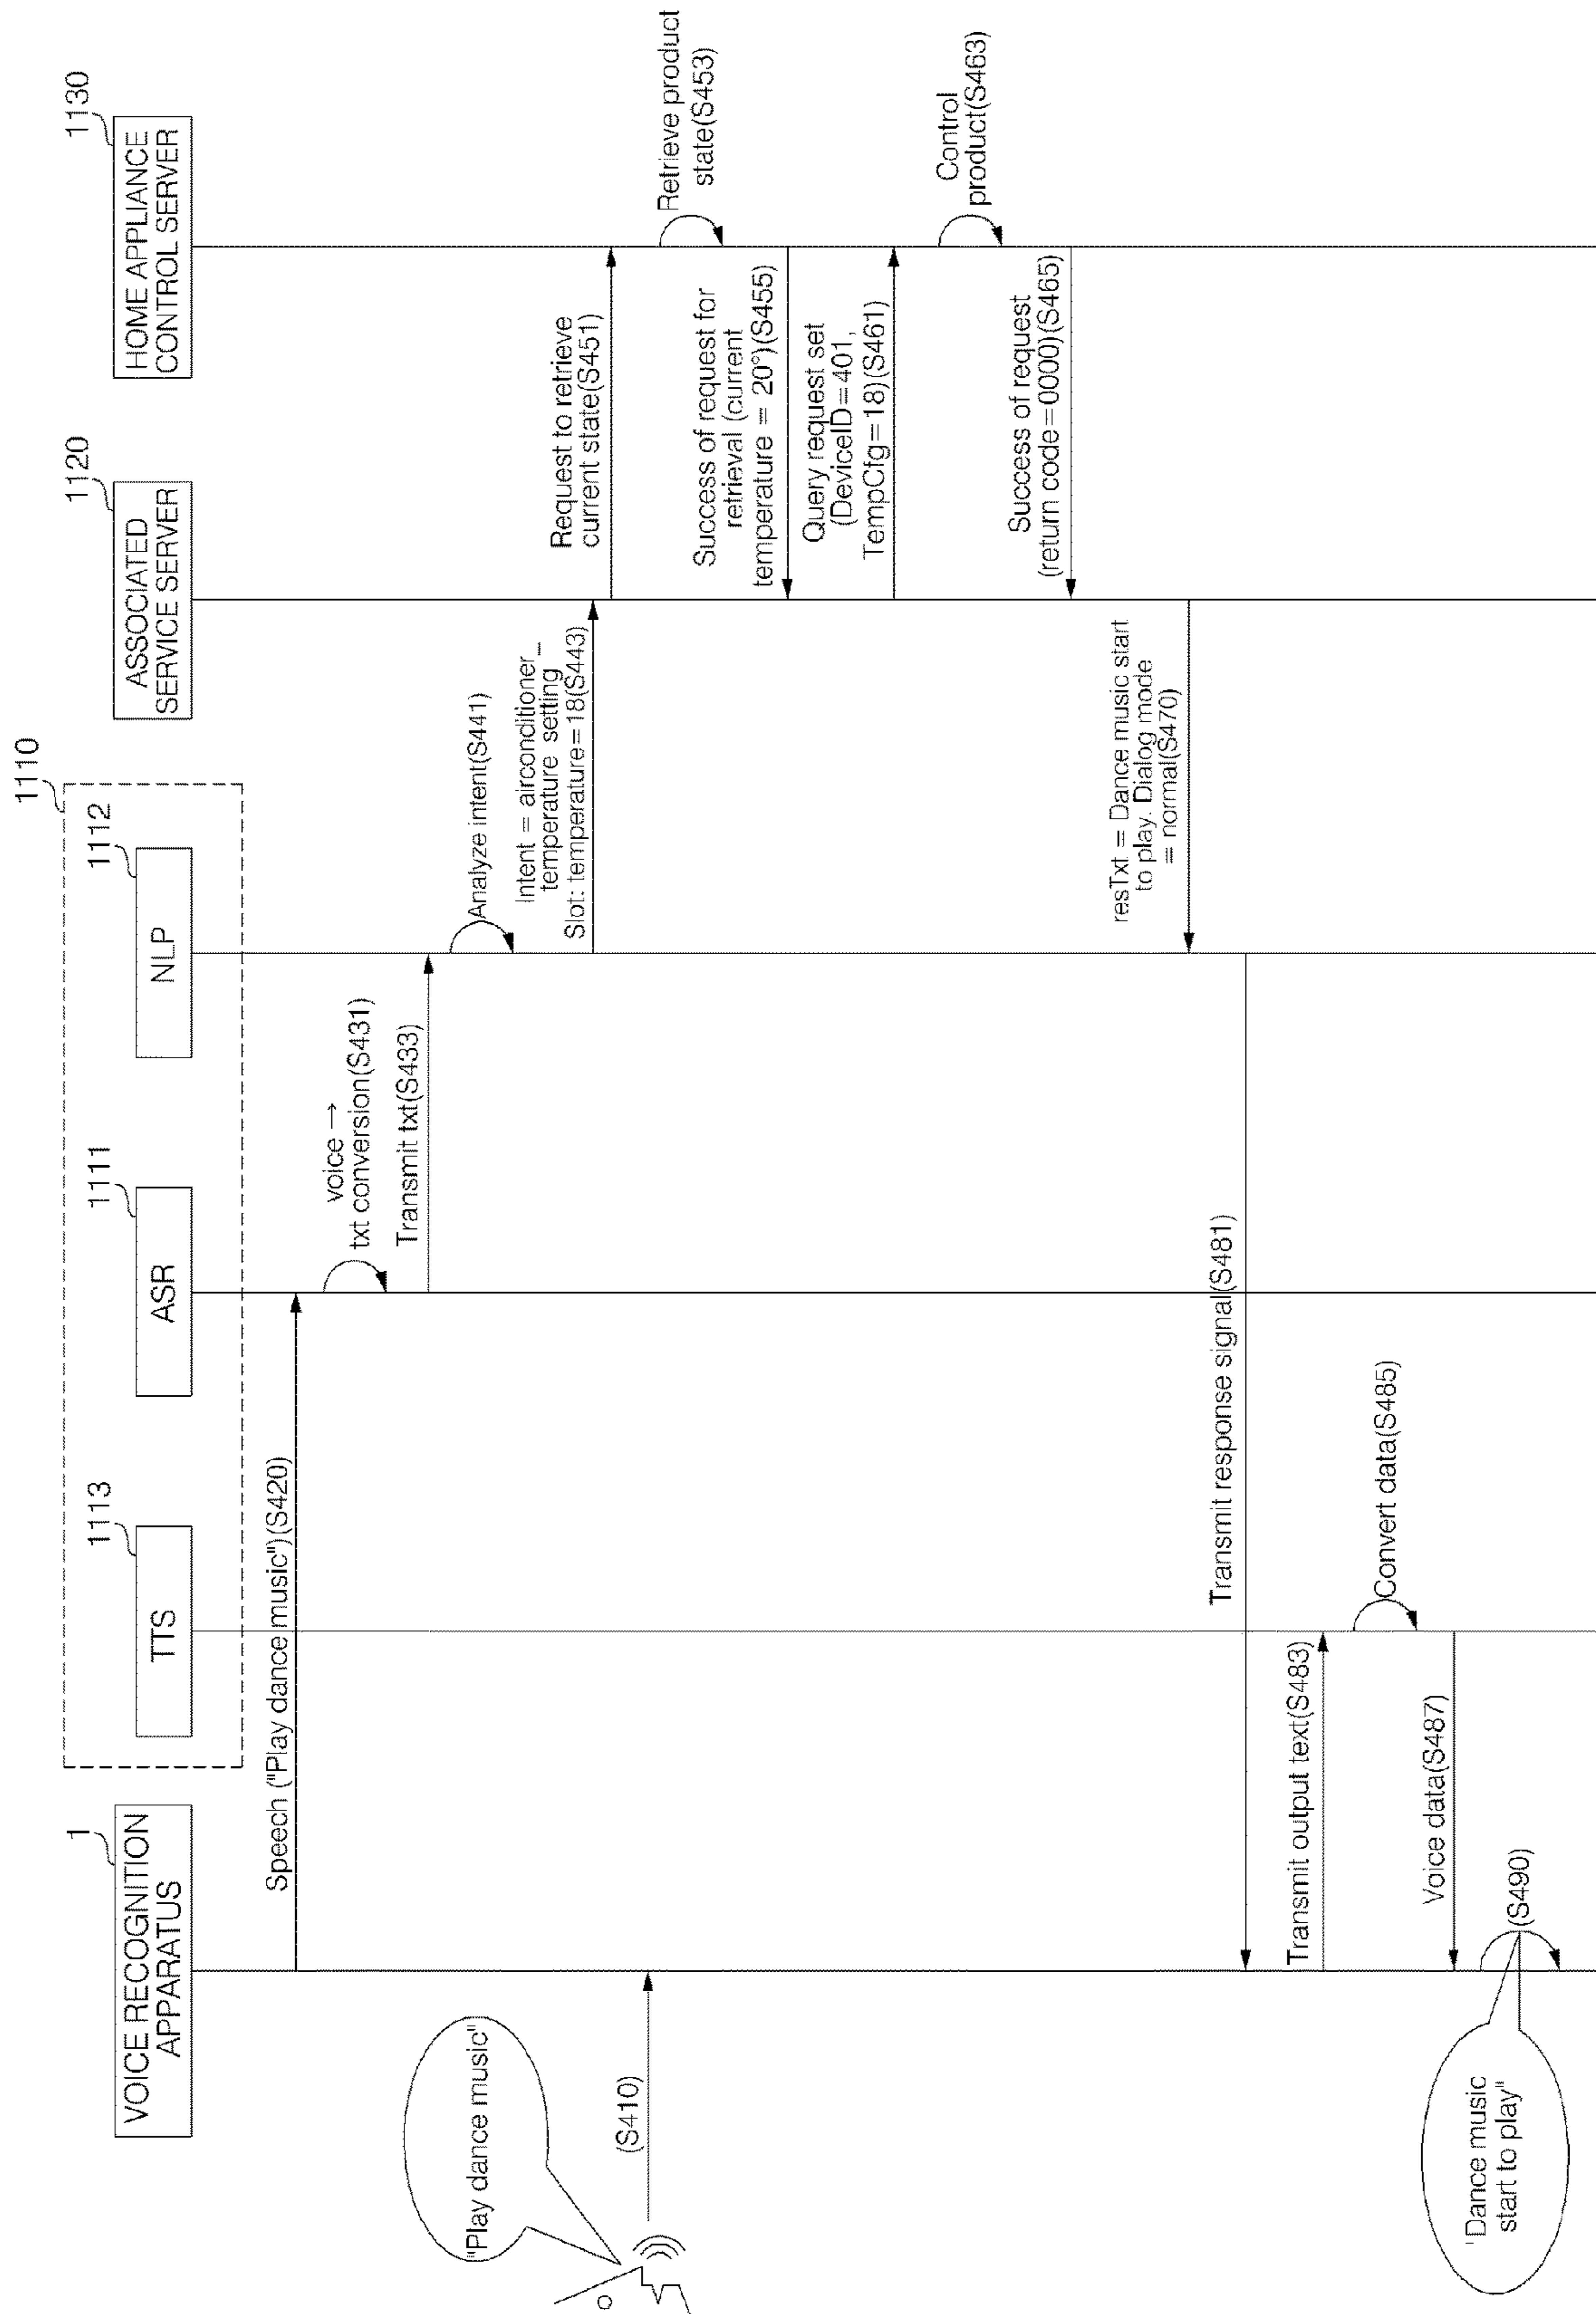 1110
1
1113
1111
1112
1120
1130
VOICE RECOGNITION
APPARATUS
TTS
ASR
NLP
ASSOCIATED
SERVICE SERVER
HOME APPLIANCE
CONTROL SERVER
Speech ("Play dance music")(S420)
voice →
txt conversion(S431)
Transmit txt(S433)
"Play dance music"
(S410)
Analyze intent(S441)
Intent = airconditioner_
temperature setting
Slot: temperature=18(S443)
Request to retrieve
current state(S451)
Retrieve product
state(S453)
Success of request for
retrieval (current
temperature = 20°)(S455)
Query request set
(DeviceID=401,
TempCfg=18)(S461)
Control
product(S463)
Success of request
(return code=0000)(S465)
resTxt = Dance music start
to play. Dialog mode
= normal(S470)
Transmit response signal(S481)
Transmit output text(S483)
Convert data(S485)
Voice data(S487)
(S490)
"Dance music
start to play"